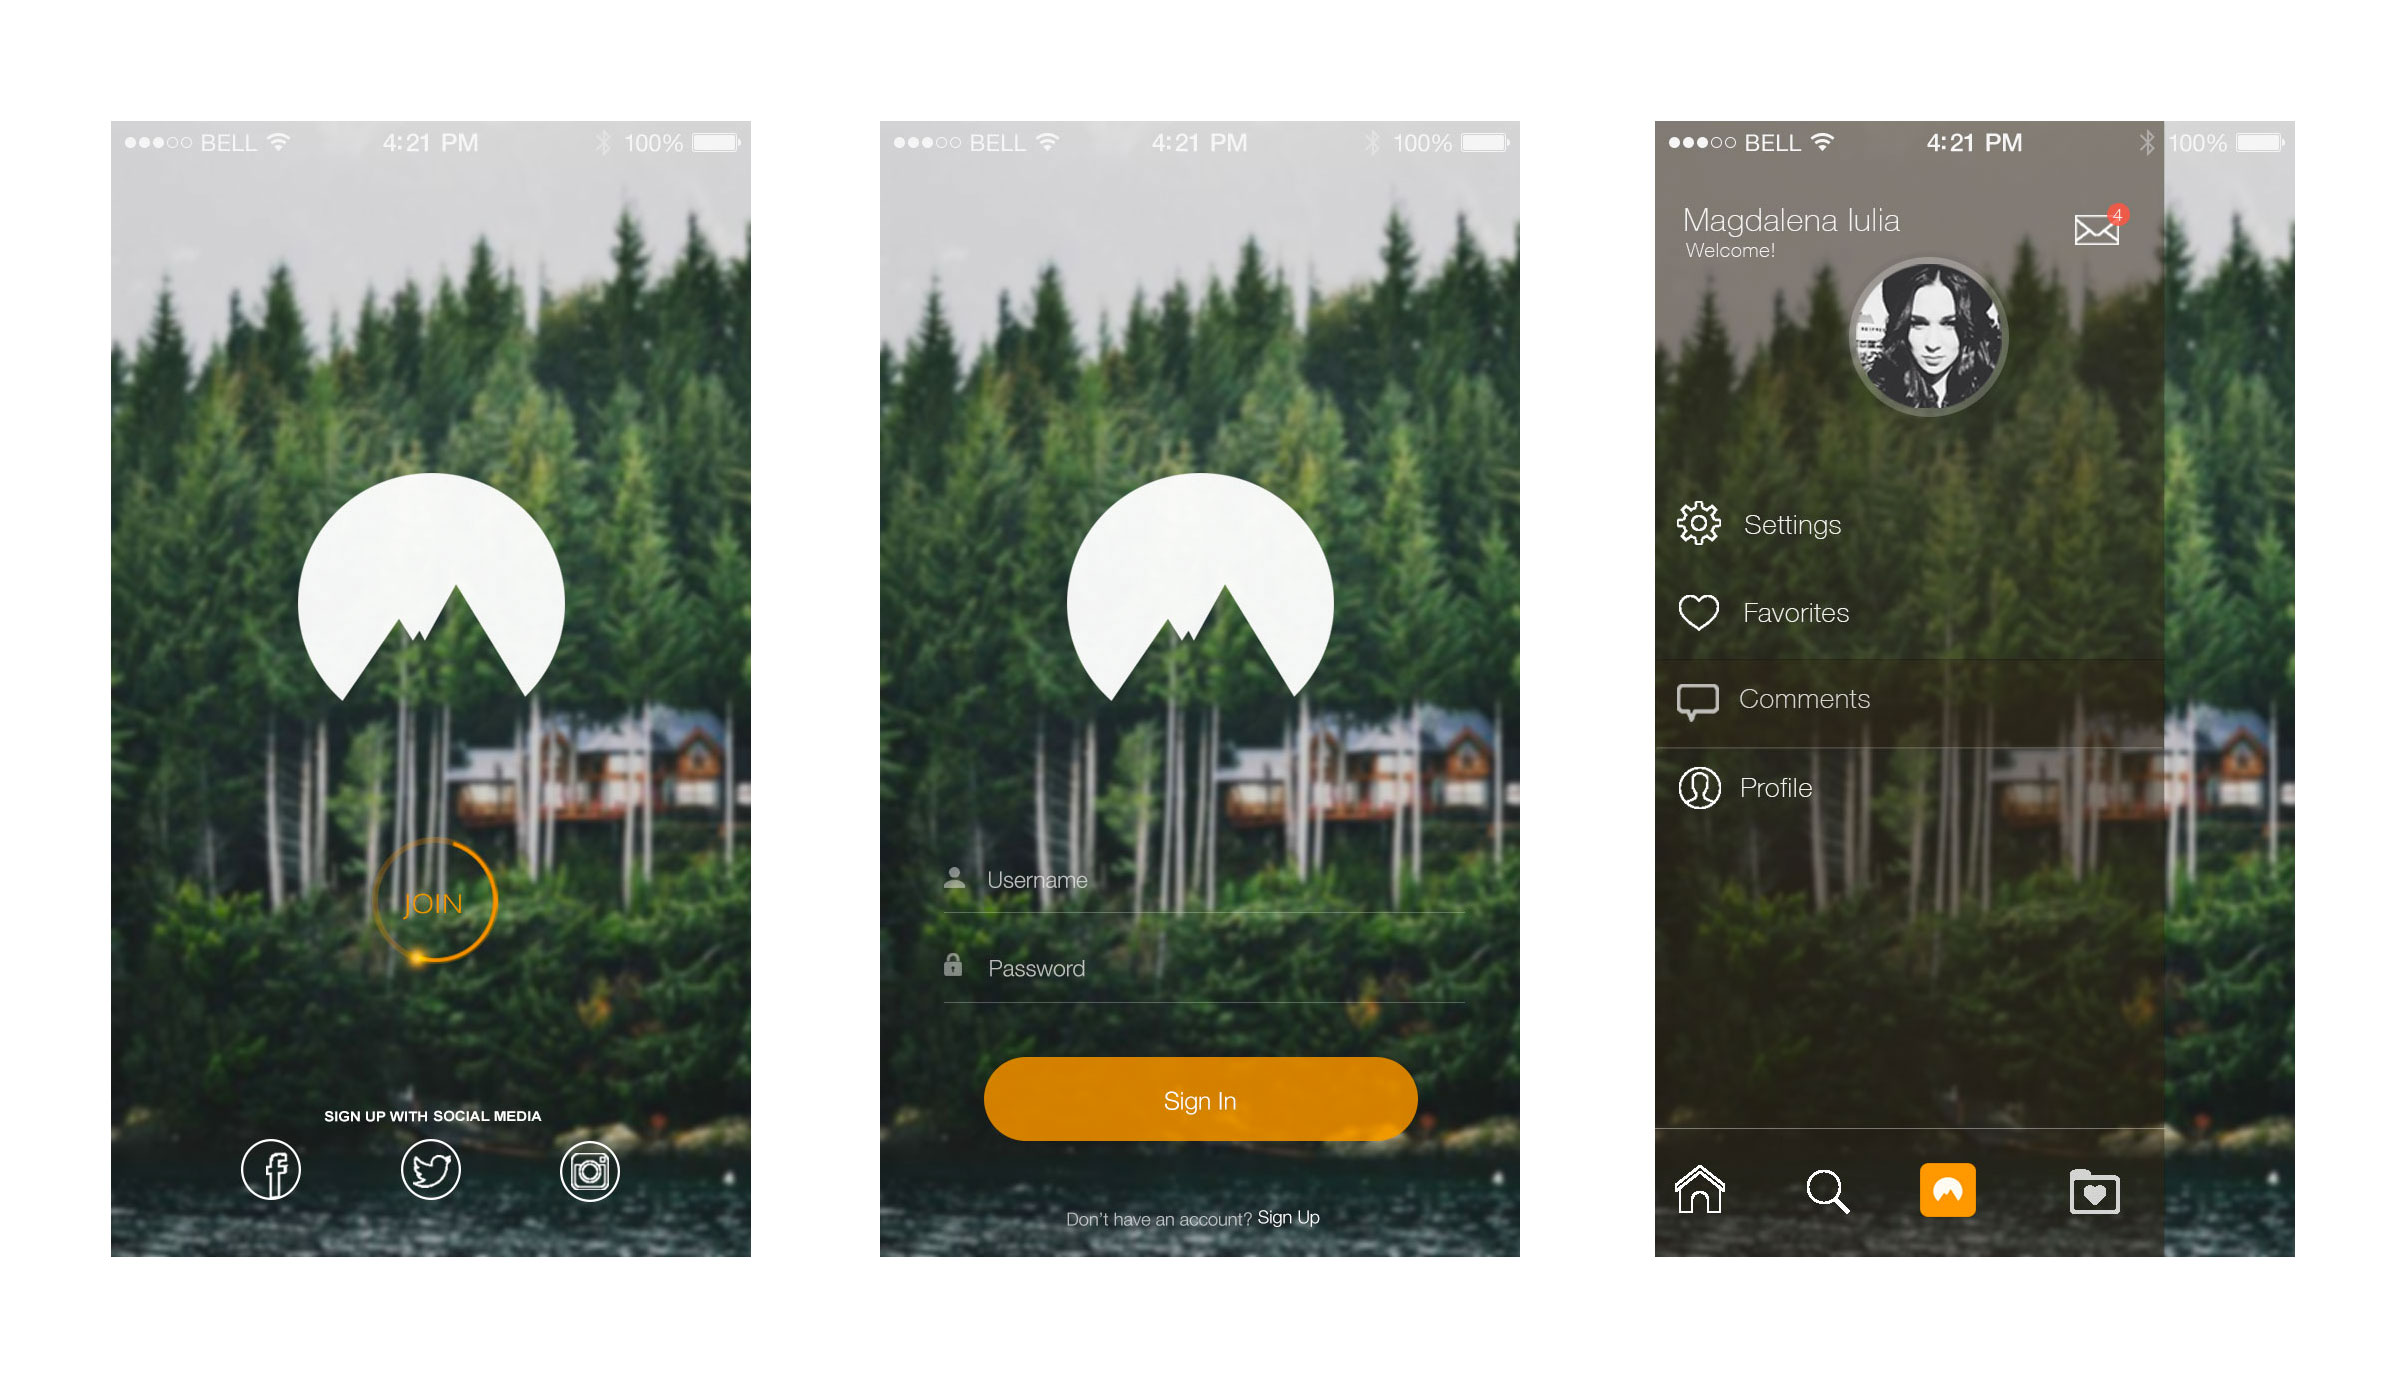 BELL 4:21 PM 100%
JOIN
SIGN UP WITH SOCIAL MEDIA
BELL 4:21 PM 100%
Username
Password
Sign In
Don't have an account? Sign Up
BELL 4:21 PM 100%
Magdalena Iulia
4
Welcome!
Settings
Favorites
Comments
Profile